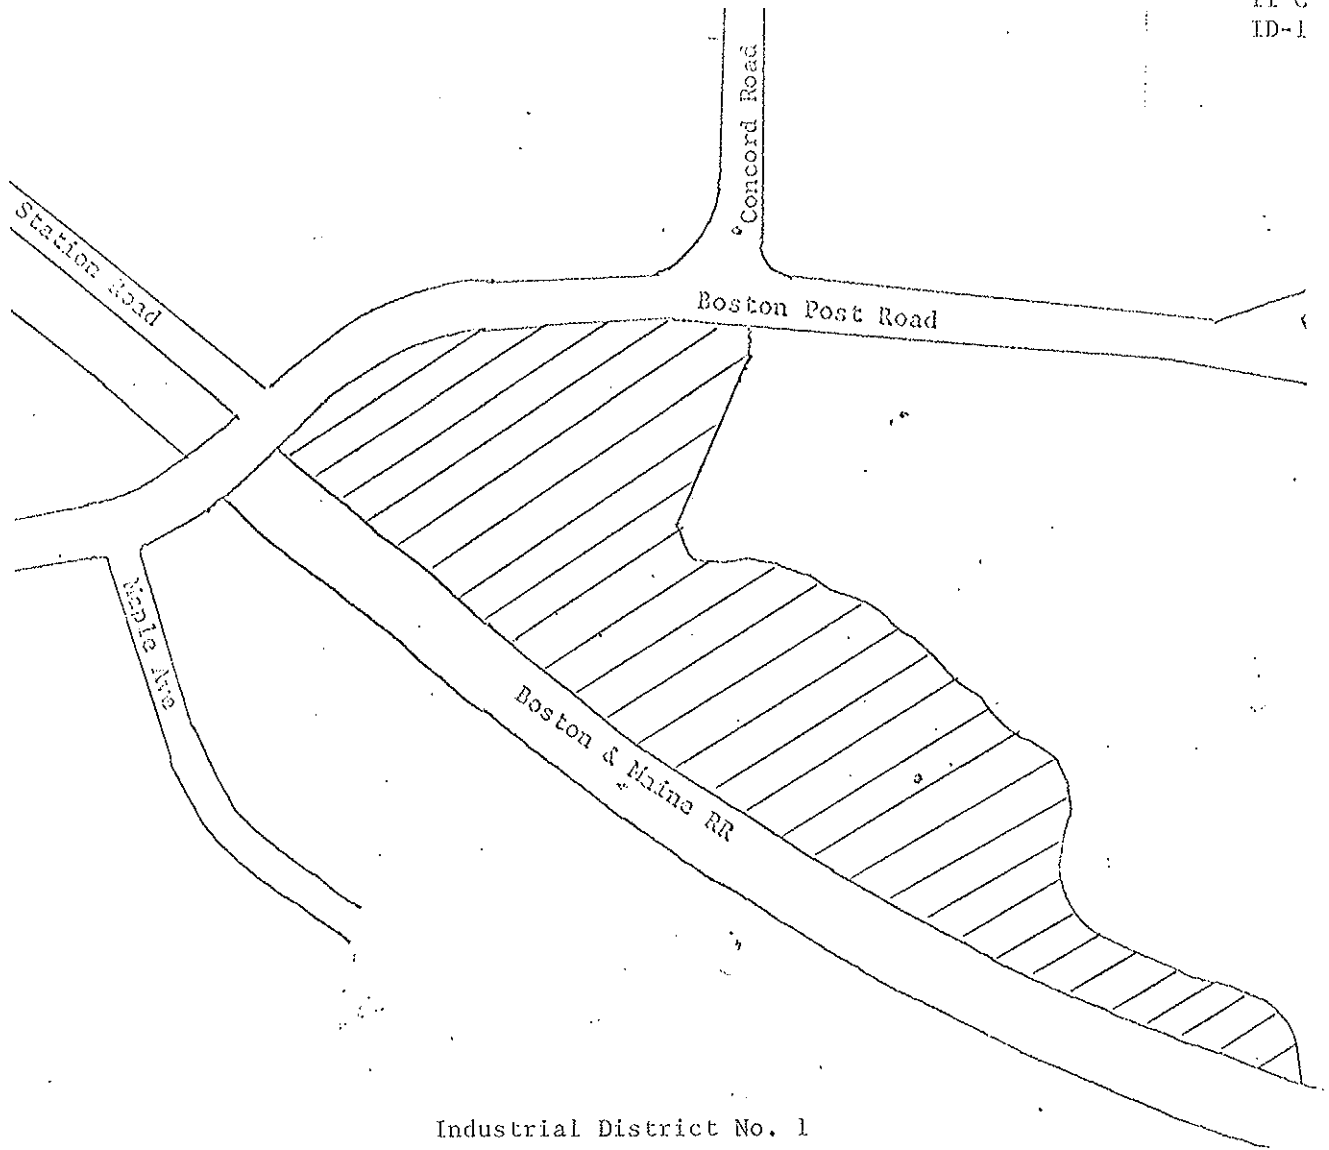 ID-1
Concord Road
Station Road
Boston Post Road
Maple Ave
Boston & Maine RR
Industrial District No. 1